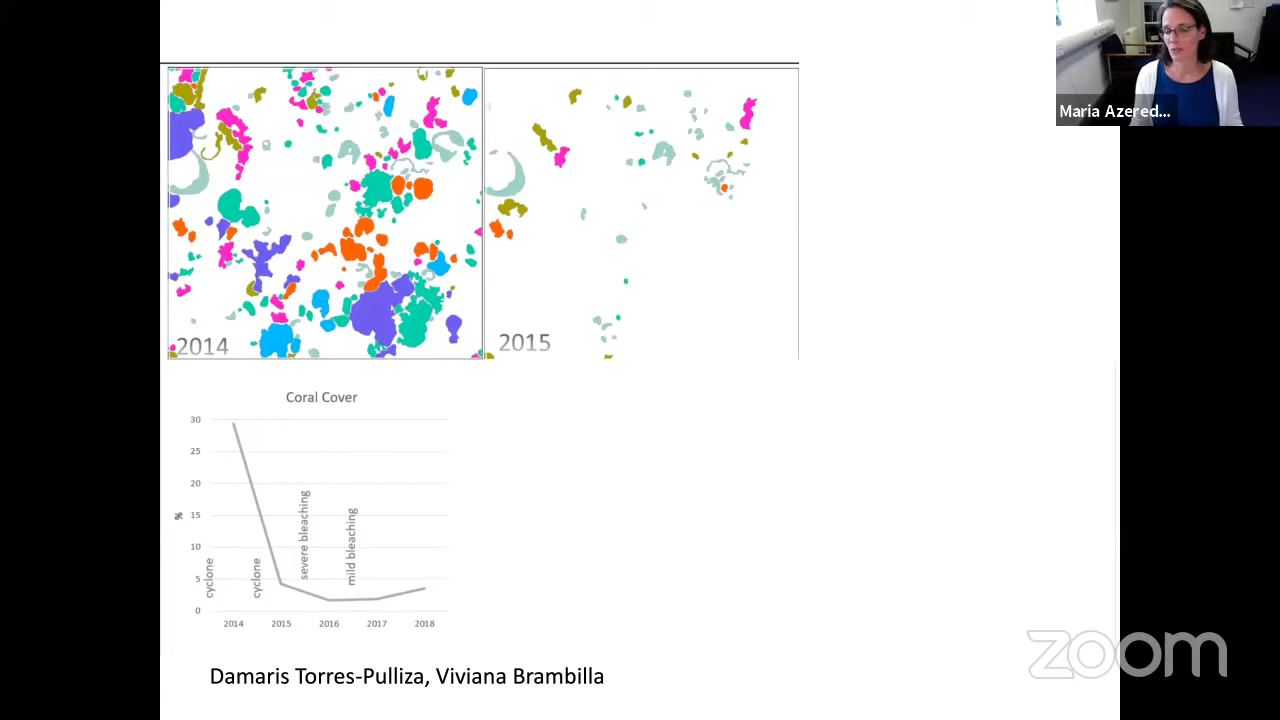 Maria Azered...
2014
2015
Coral Cover
30
25
20
15
10
5
0
%
cyclone
cyclone
severe bleaching
mild bleaching
2014
2015
2016
2017
2018
Damaris Torres-Pulliza, Viviana Brambilla
zoom